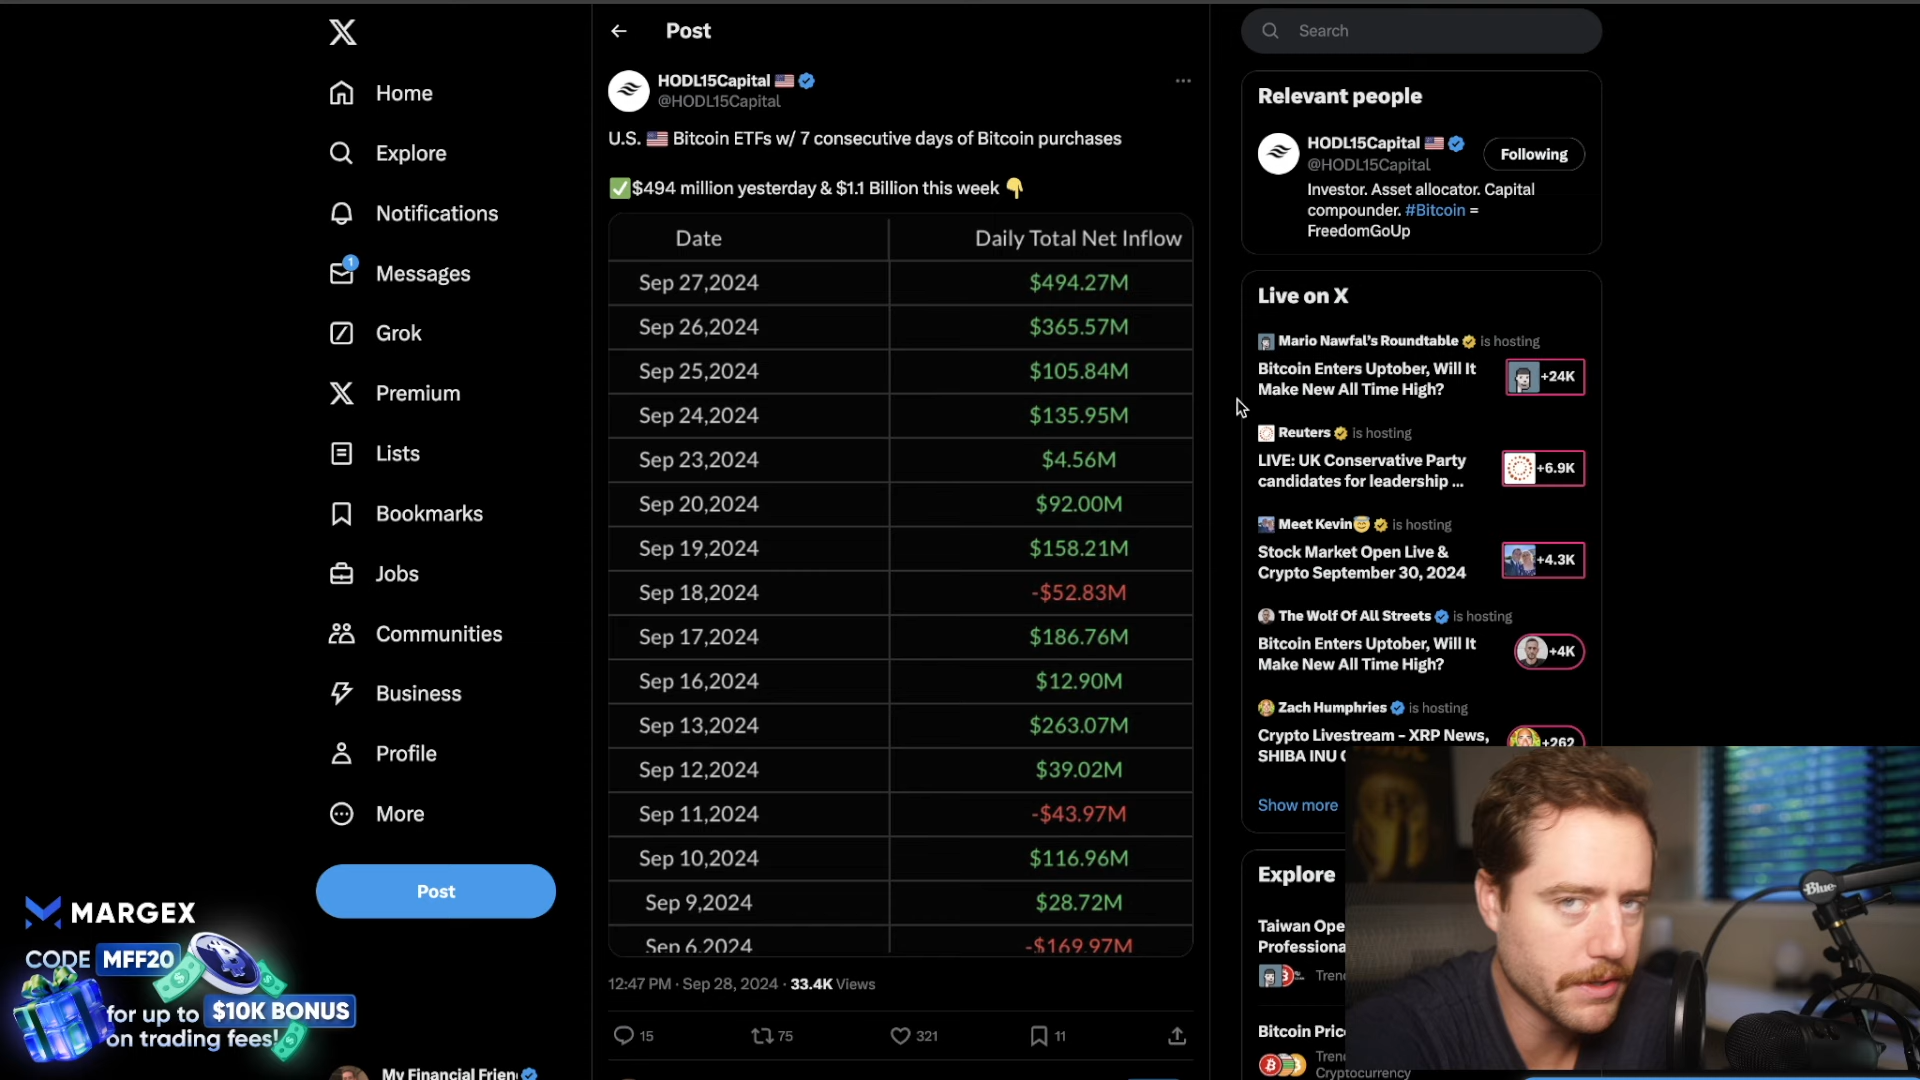 Home
Explore
Notifications
1
Messages
Grok
Premium
Lists
Bookmarks
Jobs
Communities
Business
Profile
More
Post
MARGEX
CODE MFF20
for up to $10K BONUS
on trading fees!
Post
HODL15Capital 🇺🇸
@HODL15Capital
U.S. 🇺🇸 Bitcoin ETFs w/ 7 consecutive days of Bitcoin purchases
✅$494 million yesterday & $1.1 Billion this week 👇
Date Daily Total Net Inflow
Sep 27,2024 $494.27M
Sep 26,2024 $365.57M
Sep 25,2024 $105.84M
Sep 24,2024 $135.95M
Sep 23,2024 $4.56M
Sep 20,2024 $92.00M
Sep 19,2024 $158.21M
Sep 18,2024 -$52.83M
Sep 17,2024 $186.76M
Sep 16,2024 $12.90M
Sep 13,2024 $263.07M
Sep 12,2024 $39.02M
Sep 11,2024 -$43.97M
Sep 10,2024 $116.96M
Sep 9,2024 $28.72M
Sep 6,2024 -$169.97M
12:47 PM · Sep 28, 2024 · 33.4K Views
15 75 321 11
Search
Relevant people
HODL15Capital 🇺🇸
@HODL15Capital
Following
Investor. Asset allocator. Capital
compounder. #Bitcoin =
FreedomGoUp
Live on X
Mario Nawfal's Roundtable is hosting
Bitcoin Enters Uptober, Will It
Make New All Time High?
+24K
Reuters is hosting
LIVE: UK Conservative Party
candidates for leadership ...
+6.9K
Meet Kevin😇 is hosting
Stock Market Open Live &
Crypto September 30, 2024
+4.3K
The Wolf Of All Streets is hosting
Bitcoin Enters Uptober, Will It
Make New All Time High?
+4K
Zach Humphries is hosting
Crypto Livestream - XRP News,
SHIBA INU
+262
Show more
Explore
Taiwan Ope
Professiona
Tren
Bitcoin Pric
Tren
Cryptocurrency
Blue
My Financial Frien